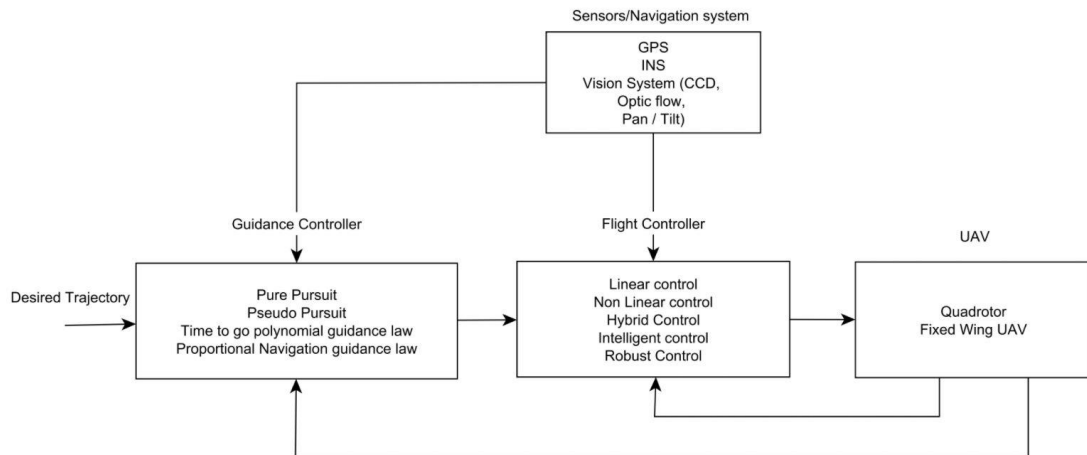 Sensors/Navigation system
GPS
INS
Vision System (CCD,
Optic flow,
Pan / Tilt)
Guidance Controller
Flight Controller
UAV
Desired Trajectory
Pure Pursuit
Pseudo Pursuit
Time to go polynomial guidance law
Proportional Navigation guidance law
Linear control
Non Linear control
Hybrid Control
Intelligent control
Robust Control
Quadrotor
Fixed Wing UAV